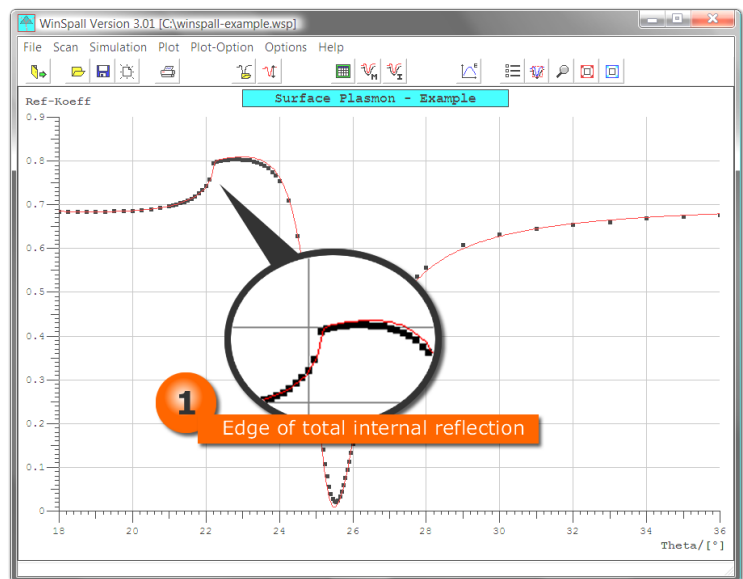 WinSpall Version 3.01 [C:\winspall-example.wsp]
File Scan Simulation Plot Plot-Option Options Help
M I E
Ref-Koeff
Surface Plasmon - Example
0.9
0.8
0.7
0.6
0.5
0.4
0.3
1
0.2
Edge of total internal reflection
0.1
0
18 20 22 24 26 28 30 32 34 36
Theta/[°]